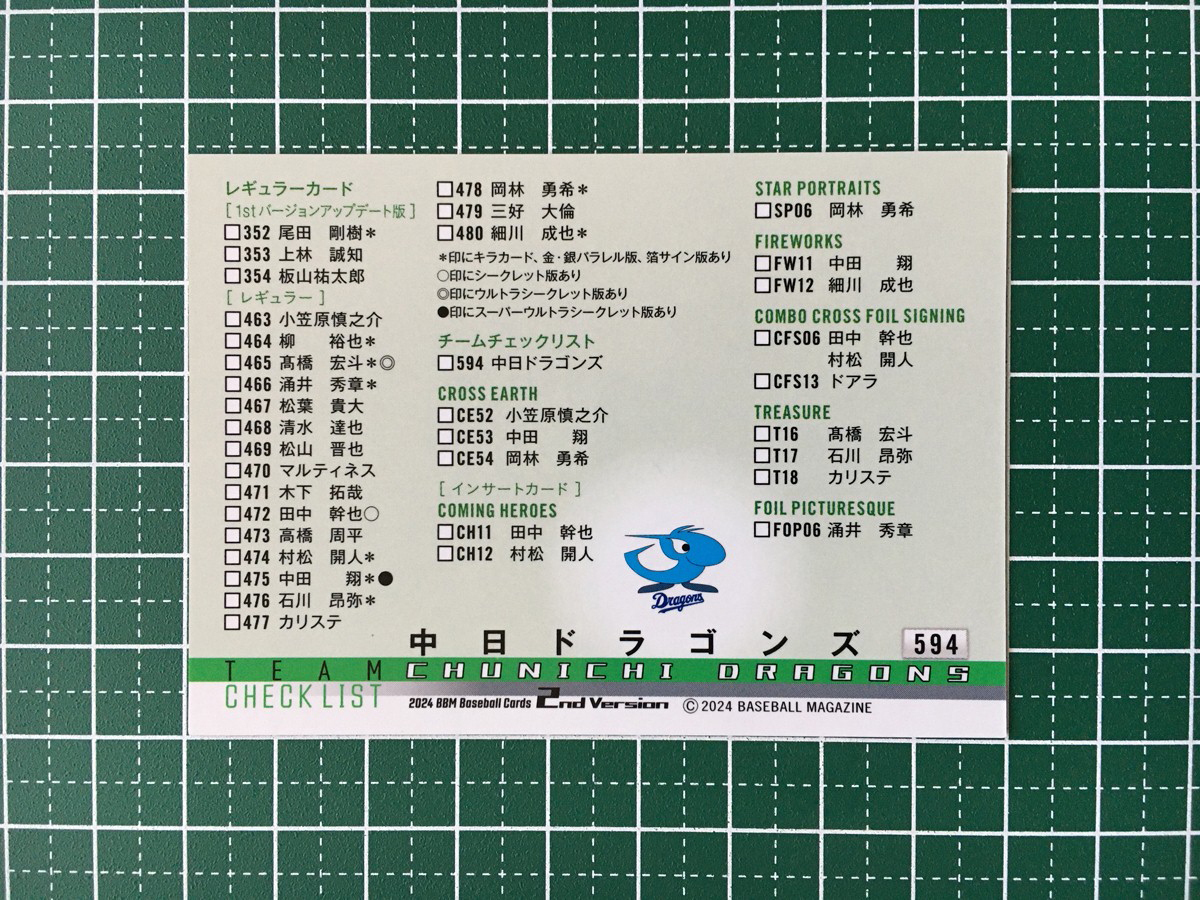 レギュラーカード
[ 1stバージョンアップデート版 ]
□352 尾田 剛樹＊
□353 上林 誠知
□354 板山祐太郎
[ レギュラー ]
□463 小笠原慎之介
□464 柳 裕也＊
□465 髙橋 宏斗＊◎
□466 涌井 秀章＊
□467 松葉 貴大
□468 清水 達也
□469 松山 晋也
□470 マルティネス
□471 木下 拓哉
□472 田中 幹也○
□473 高橋 周平
□474 村松 開人＊
□475 中田 翔＊●
□476 石川 昂弥＊
□477 カリステ
□478 岡林 勇希＊
□479 三好 大倫
□480 細川 成也＊
＊印にキラカード、金・銀パラレル版、箔サイン版あり
○印にシークレット版あり
◎印にウルトラシークレット版あり
●印にスーパーウルトラシークレット版あり
チームチェックリスト
□594 中日ドラゴンズ
CROSS EARTH
□CE52 小笠原慎之介
□CE53 中田 翔
□CE54 岡林 勇希
[ インサートカード ]
COMING HEROES
□CH11 田中 幹也
□CH12 村松 開人
STAR PORTRAITS
□SP06 岡林 勇希
FIREWORKS
□FW11 中田 翔
□FW12 細川 成也
COMBO CROSS FOIL SIGNING
□CFS06 田中 幹也
村松 開人
□CFS13 ドアラ
TREASURE
□T16 髙橋 宏斗
□T17 石川 昂弥
□T18 カリステ
FOIL PICTURESQUE
□FOP06 涌井 秀章
Dragons
中日ドラゴンズ 594
TEAM CHUNICHI DRAGONS
CHECKLIST 2024 BBM Baseball Cards 2nd Version ©2024 BASEBALL MAGAZINE